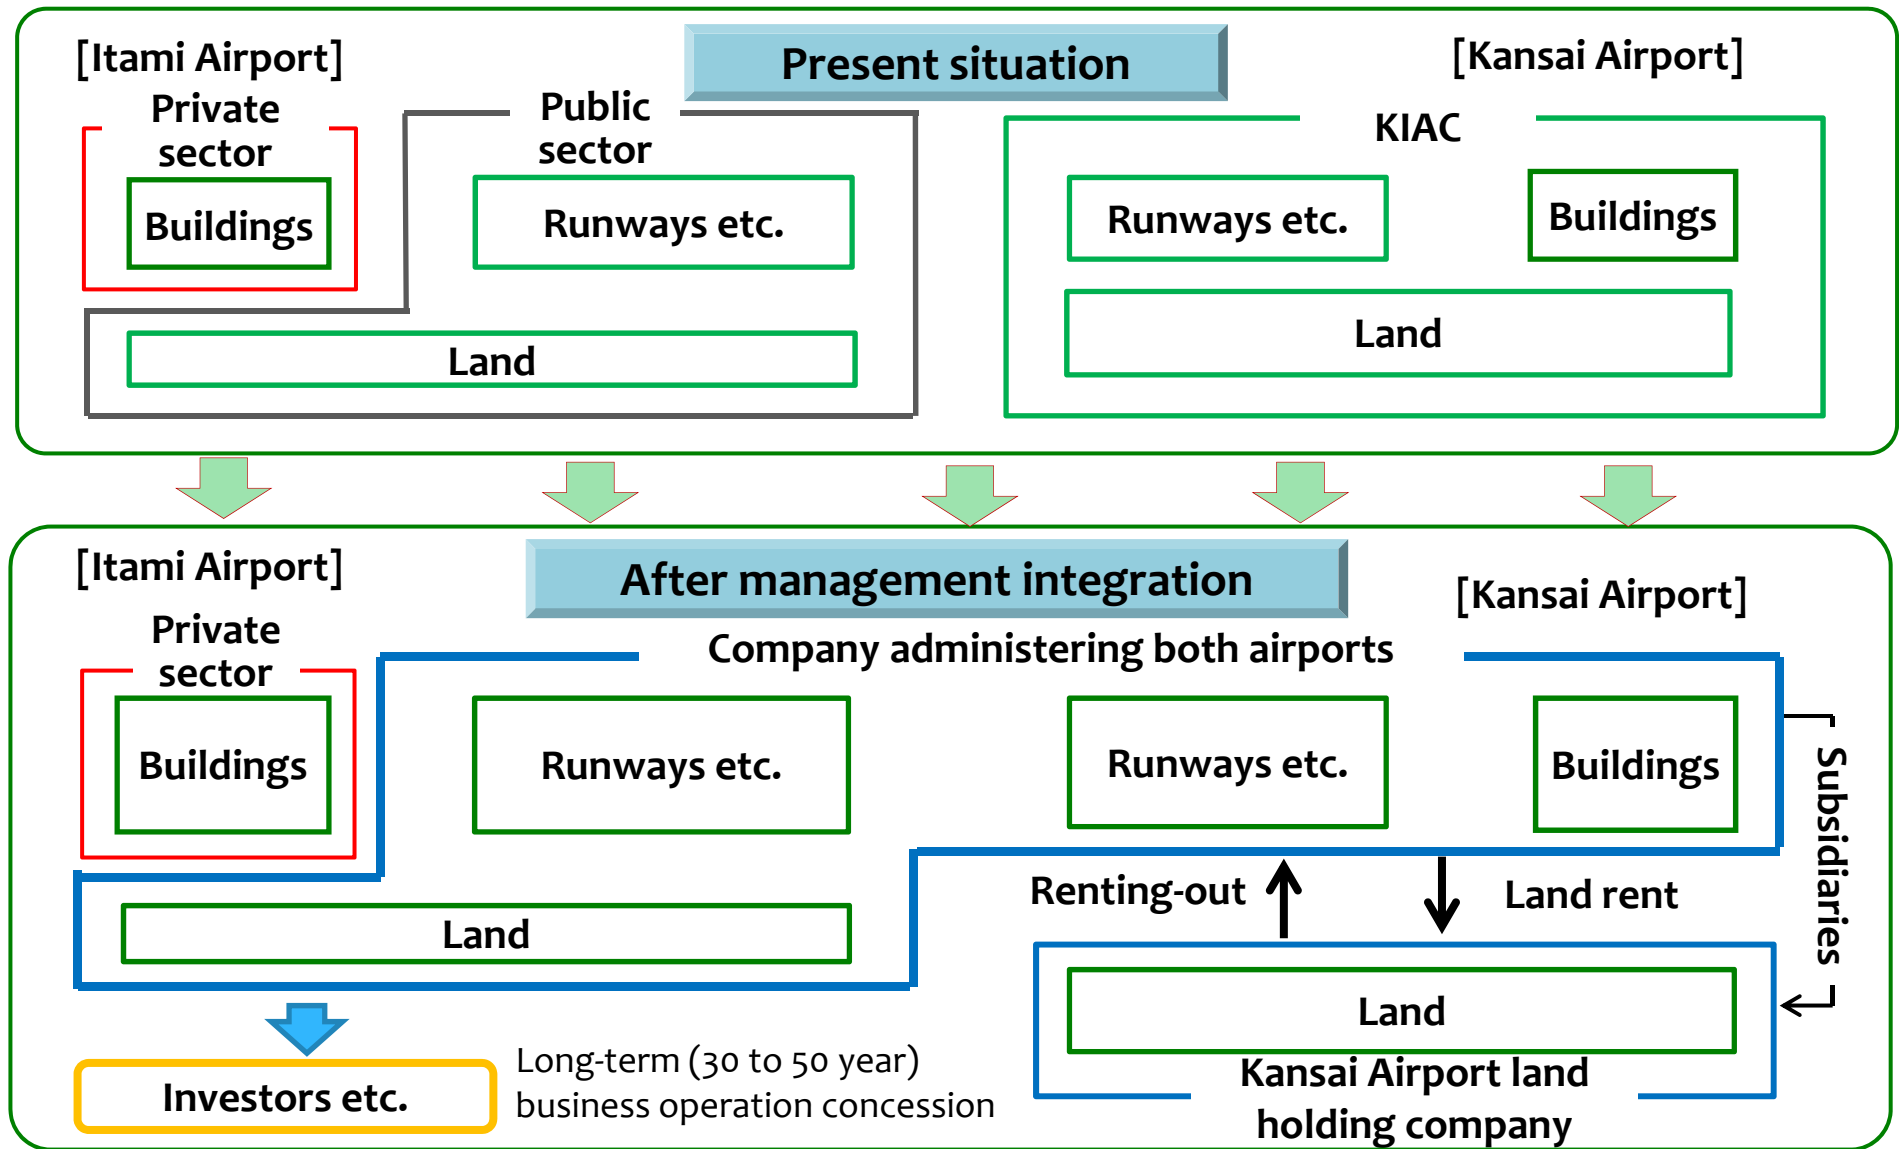 Present situation
[Itami Airport]
[Kansai Airport]
Private
sector
Public
sector
KIAC
Buildings
Runways etc.
Runways etc.
Buildings
Land
Land
After management integration
[Itami Airport]
[Kansai Airport]
Private
sector
Company administering both airports
Buildings
Runways etc.
Runways etc.
Buildings
Subsidiaries
Renting-out
Land rent
Land
Land
Kansai Airport land
holding company
Investors etc.
Long-term (30 to 50 year)
business operation concession